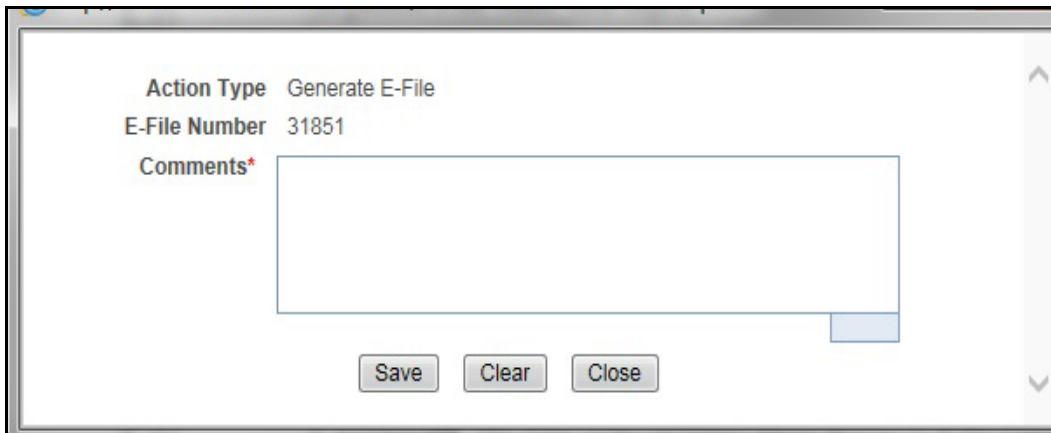 Action Type Generate E-File
E-File Number 31851
Comments*
Save Clear Close